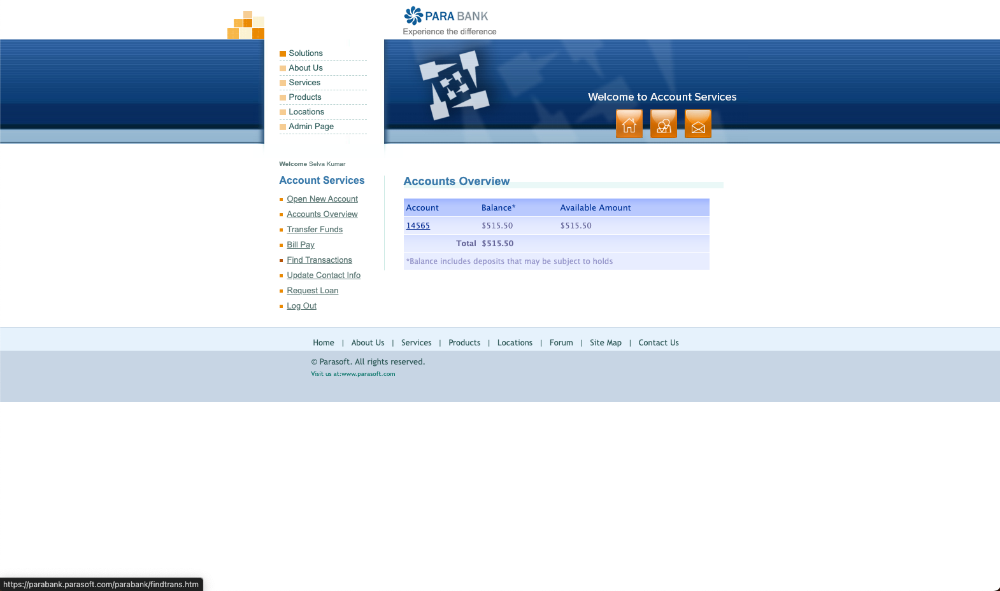 PARA BANK
Experience the difference
Solutions
About Us
Services
Products
Locations
Admin Page
Welcome to Account Services
Welcome Selva Kumar
Account Services
Open New Account
Accounts Overview
Transfer Funds
Bill Pay
Find Transactions
Update Contact Info
Request Loan
Log Out
Accounts Overview
Account Balance* Available Amount
14565 $515.50 $515.50
Total $515.50
*Balance includes deposits that may be subject to holds
Home | About Us | Services | Products | Locations | Forum | Site Map | Contact Us
© Parasoft. All rights reserved.
Visit us at:www.parasoft.com
https://parabank.parasoft.com/parabank/findtrans.htm